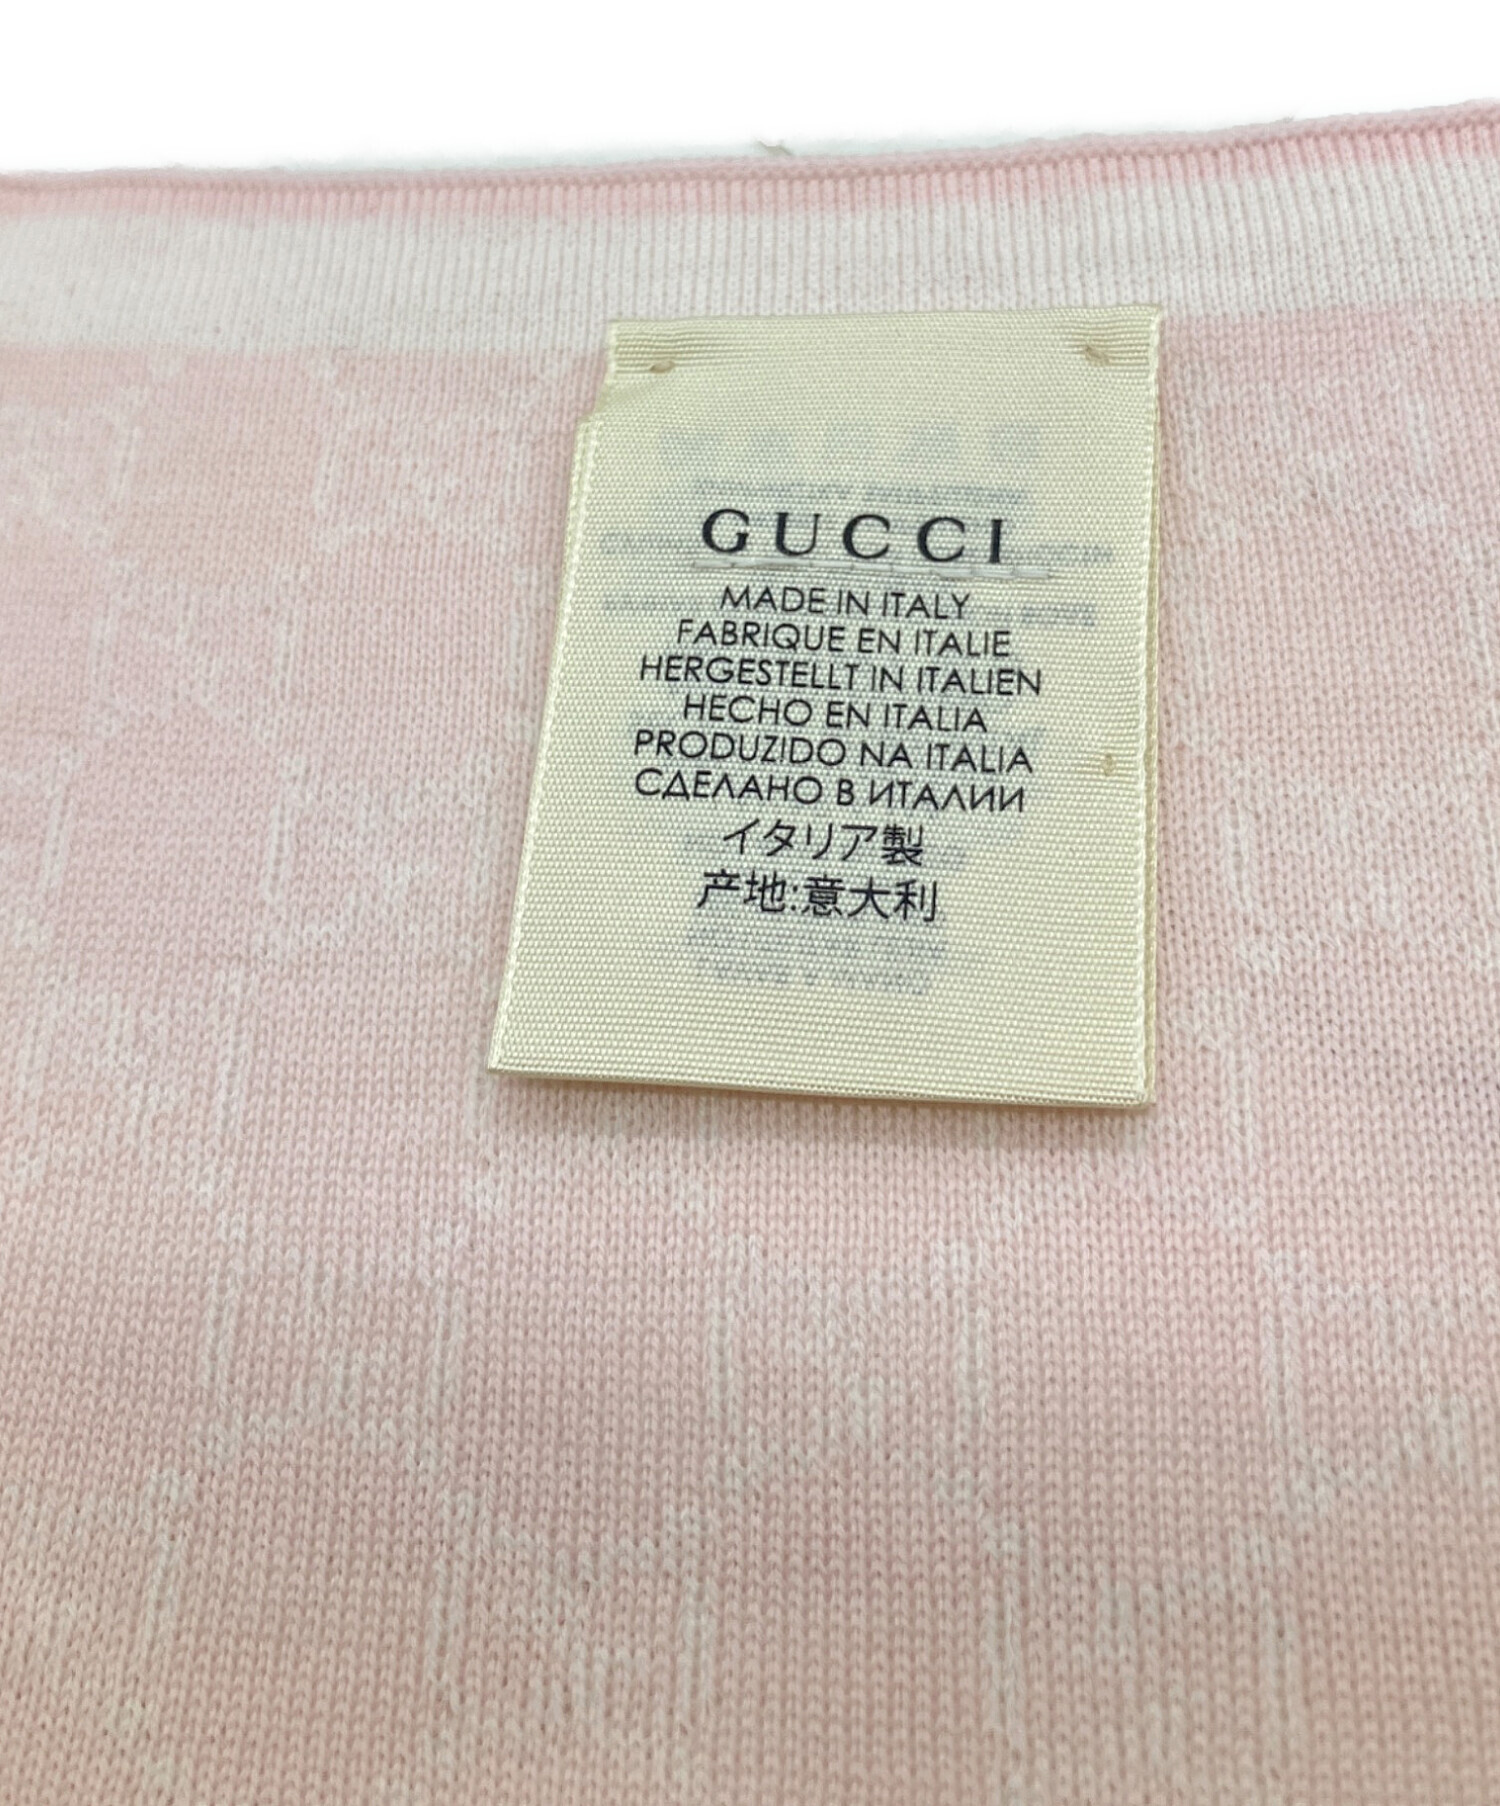 GUCCI
MADE IN ITALY
FABRIQUE EN ITALIE
HERGESTELLT IN ITALIEN
HECHO EN ITALIA
PRODUZIDO NA ITALIA
СДЕЛАНО В ИТАЛИИ
イタリア製
产地:意大利